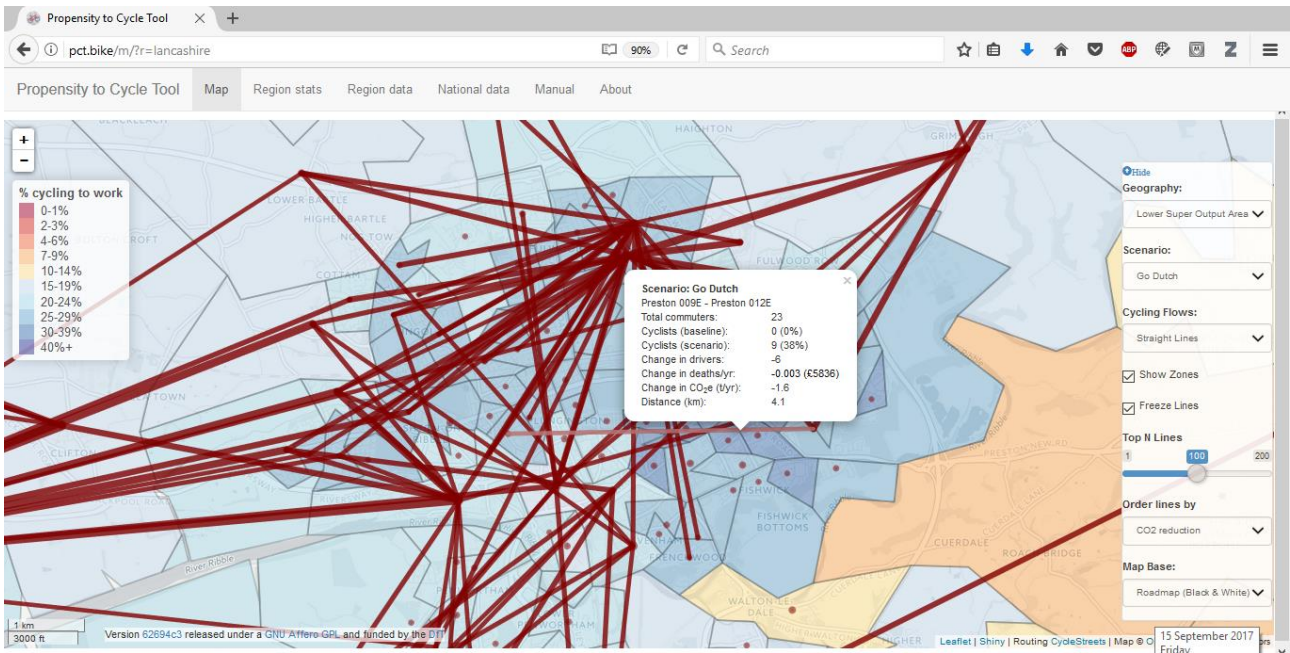 Propensity to Cycle Tool
pct.bike/m/?r=lancashire
90%
Search
ABP
Z
Propensity to Cycle Tool Map Region stats Region data National data Manual About
+
-
% cycling to work
0-1%
2-3%
4-6%
7-9%
10-14%
15-19%
20-24%
25-29%
30-39%
40%+
HAIGHTON
LOWER BARTLE
HIGHER BARTLE
COTTAM
FULWOOD ROW
CLIFTON
River Ribble
FISHWICK
FISHWICK
BOTTOMS
FRENCHWOOD
CUERDALE
WALTON-LE-
DALE
Scenario: Go Dutch
Preston 009E - Preston 012E
Total commuters: 23
Cyclists (baseline): 0 (0%)
Cyclists (scenario): 9 (38%)
Change in drivers: -6
Change in deaths/yr: -0.003 (£5836)
Change in CO2e (t/yr): -1.6
Distance (km): 4.1
Hide
Geography:
Lower Super Output Area
Scenario:
Go Dutch
Cycling Flows:
Straight Lines
Show Zones
Freeze Lines
Top N Lines
1 100 200
Order lines by
CO2 reduction
Map Base:
Roadmap (Black & White)
1 km
3000 ft
Version 62694c3 released under a GNU Affero GPL and funded by the DfT
Leaflet | Shiny | Routing CycleStreets | Map ©
15 September 2017
Friday